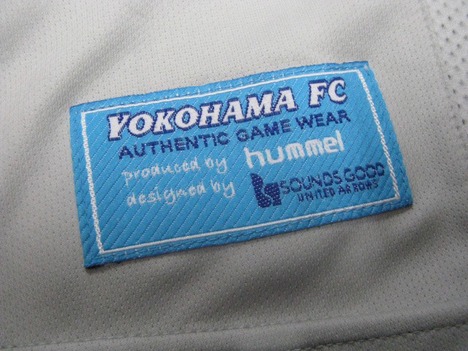 YOKOHAMA FC
AUTHENTIC GAME WEAR
produced by hummel
designed by SOUNDS GOOD
UNITED ARROWS